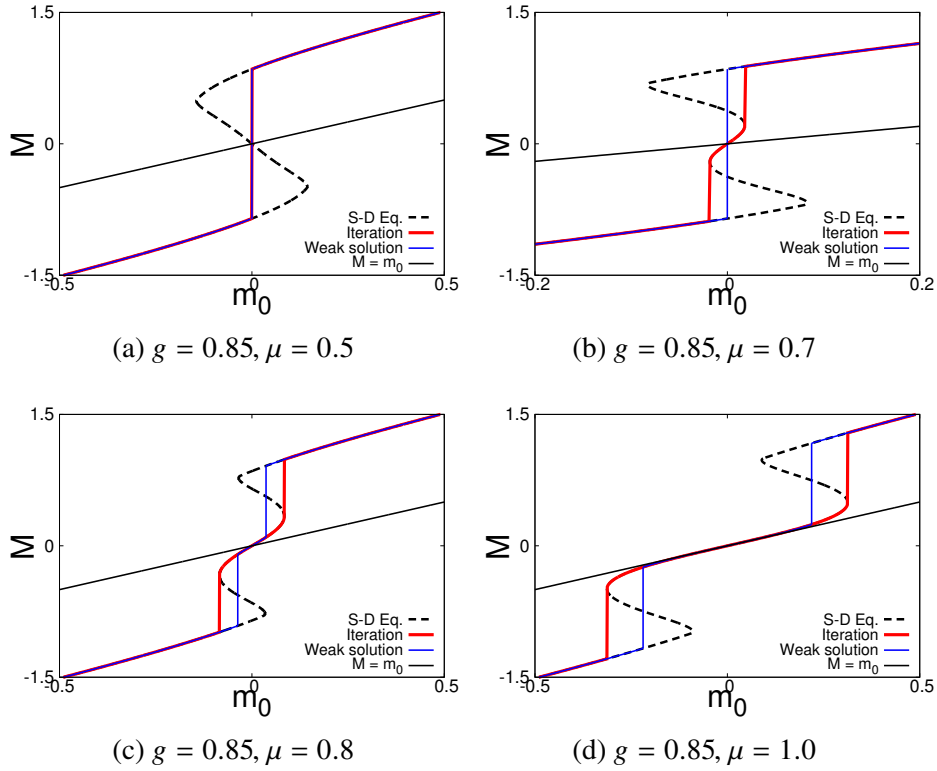 1.5
0
-1.5
-0.5
0
0.5
M
m₀
S-D Eq.
Iteration
Weak solution
M = m₀
(a) g = 0.85, μ = 0.5
1.5
0
-1.5
-0.2
0
0.2
M
m₀
S-D Eq.
Iteration
Weak solution
M = m₀
(b) g = 0.85, μ = 0.7
1.5
0
-1.5
-0.5
0
0.5
M
m₀
S-D Eq.
Iteration
Weak solution
M = m₀
(c) g = 0.85, μ = 0.8
1.5
0
-1.5
-0.5
0
0.5
M
m₀
S-D Eq.
Iteration
Weak solution
M = m₀
(d) g = 0.85, μ = 1.0